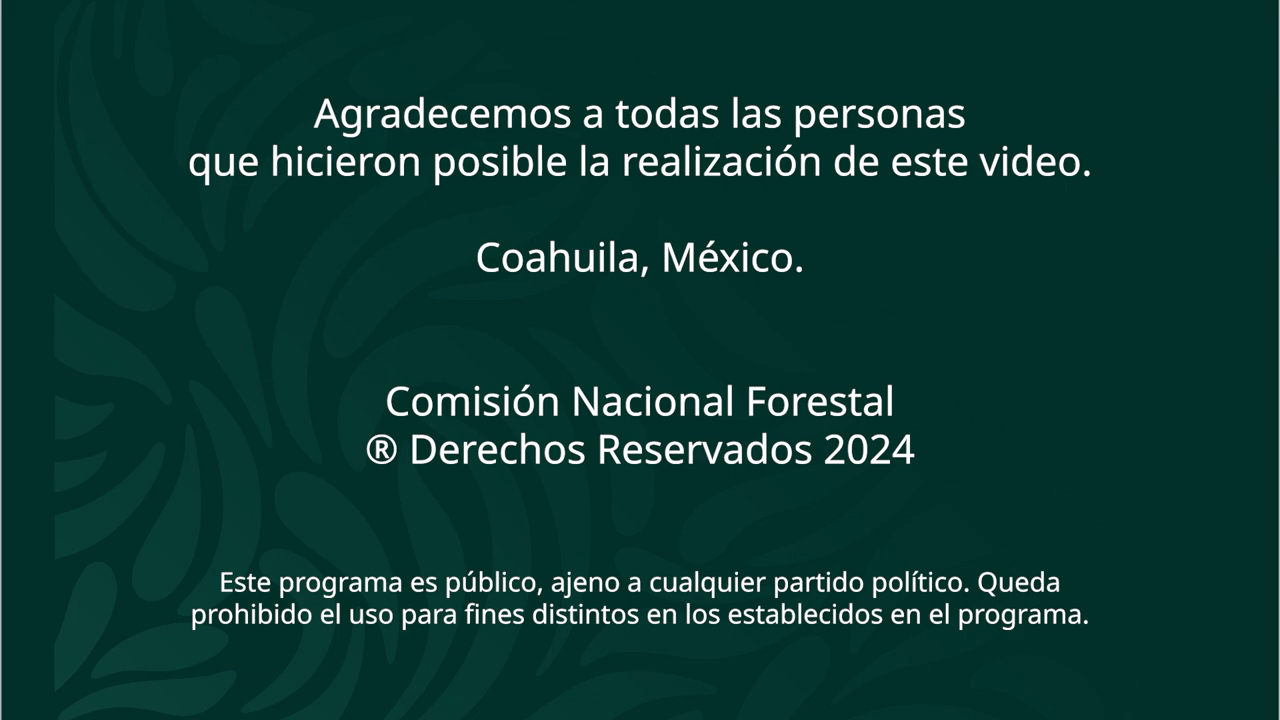 Agradecemos a todas las personas
que hicieron posible la realización de este video.
Coahuila, México.
Comisión Nacional Forestal
® Derechos Reservados 2024
Este programa es público, ajeno a cualquier partido político. Queda
prohibido el uso para fines distintos en los establecidos en el programa.